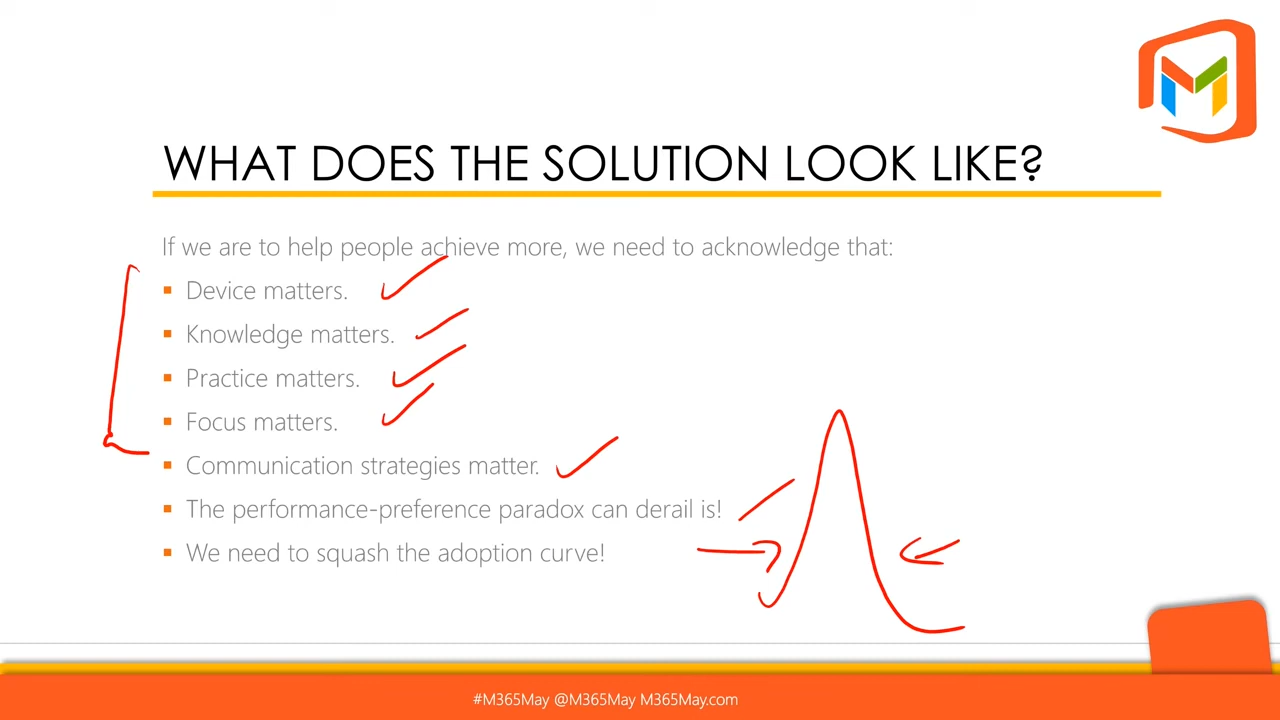 WHAT DOES THE SOLUTION LOOK LIKE?
If we are to help people achieve more, we need to acknowledge that:
Device matters.
Knowledge matters.
Practice matters.
Focus matters.
Communication strategies matter.
The performance-preference paradox can derail is!
We need to squash the adoption curve!
#M365May @M365May M365May.com